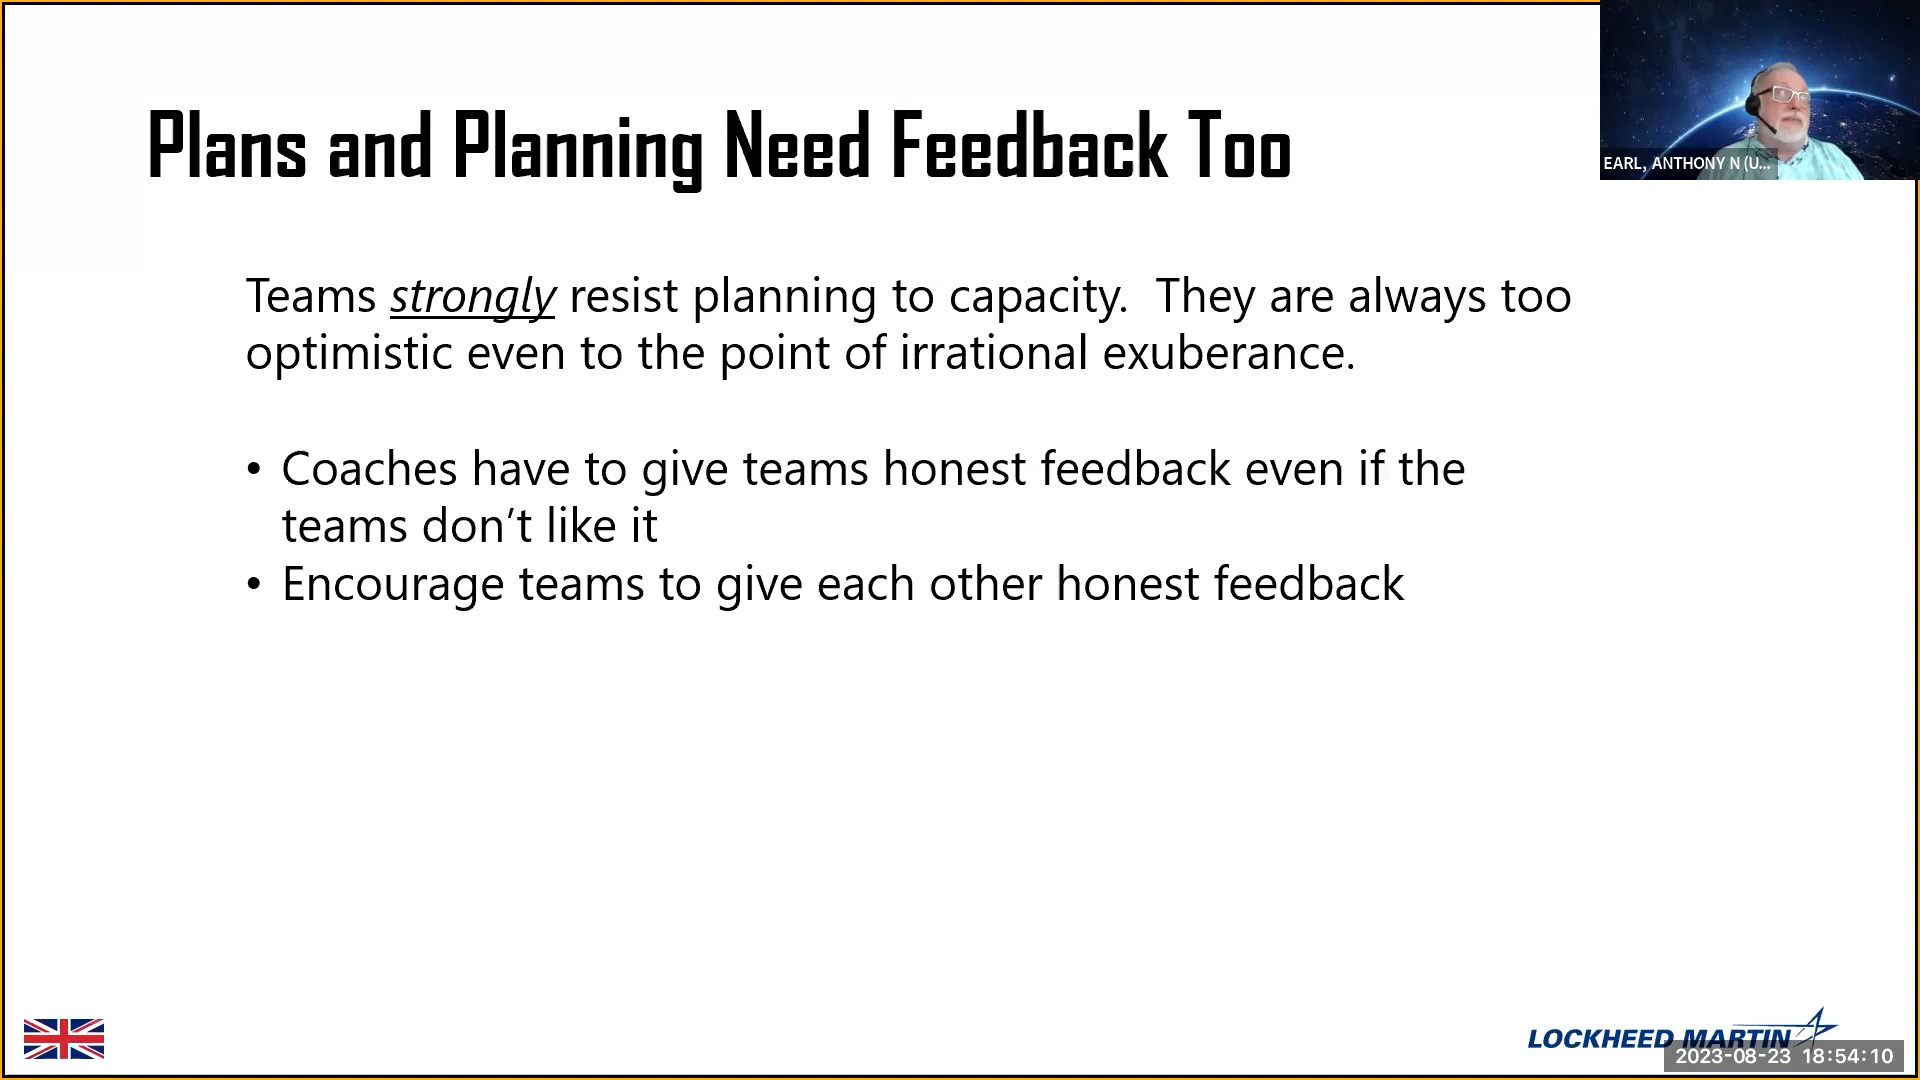 Plans and Planning Need Feedback Too
EARL, ANTHONY N (U...
Teams strongly resist planning to capacity.  They are always too
optimistic even to the point of irrational exuberance.
• Coaches have to give teams honest feedback even if the
teams don’t like it
• Encourage teams to give each other honest feedback
LOCKHEED MARTIN
2023-08-23 18:54:10